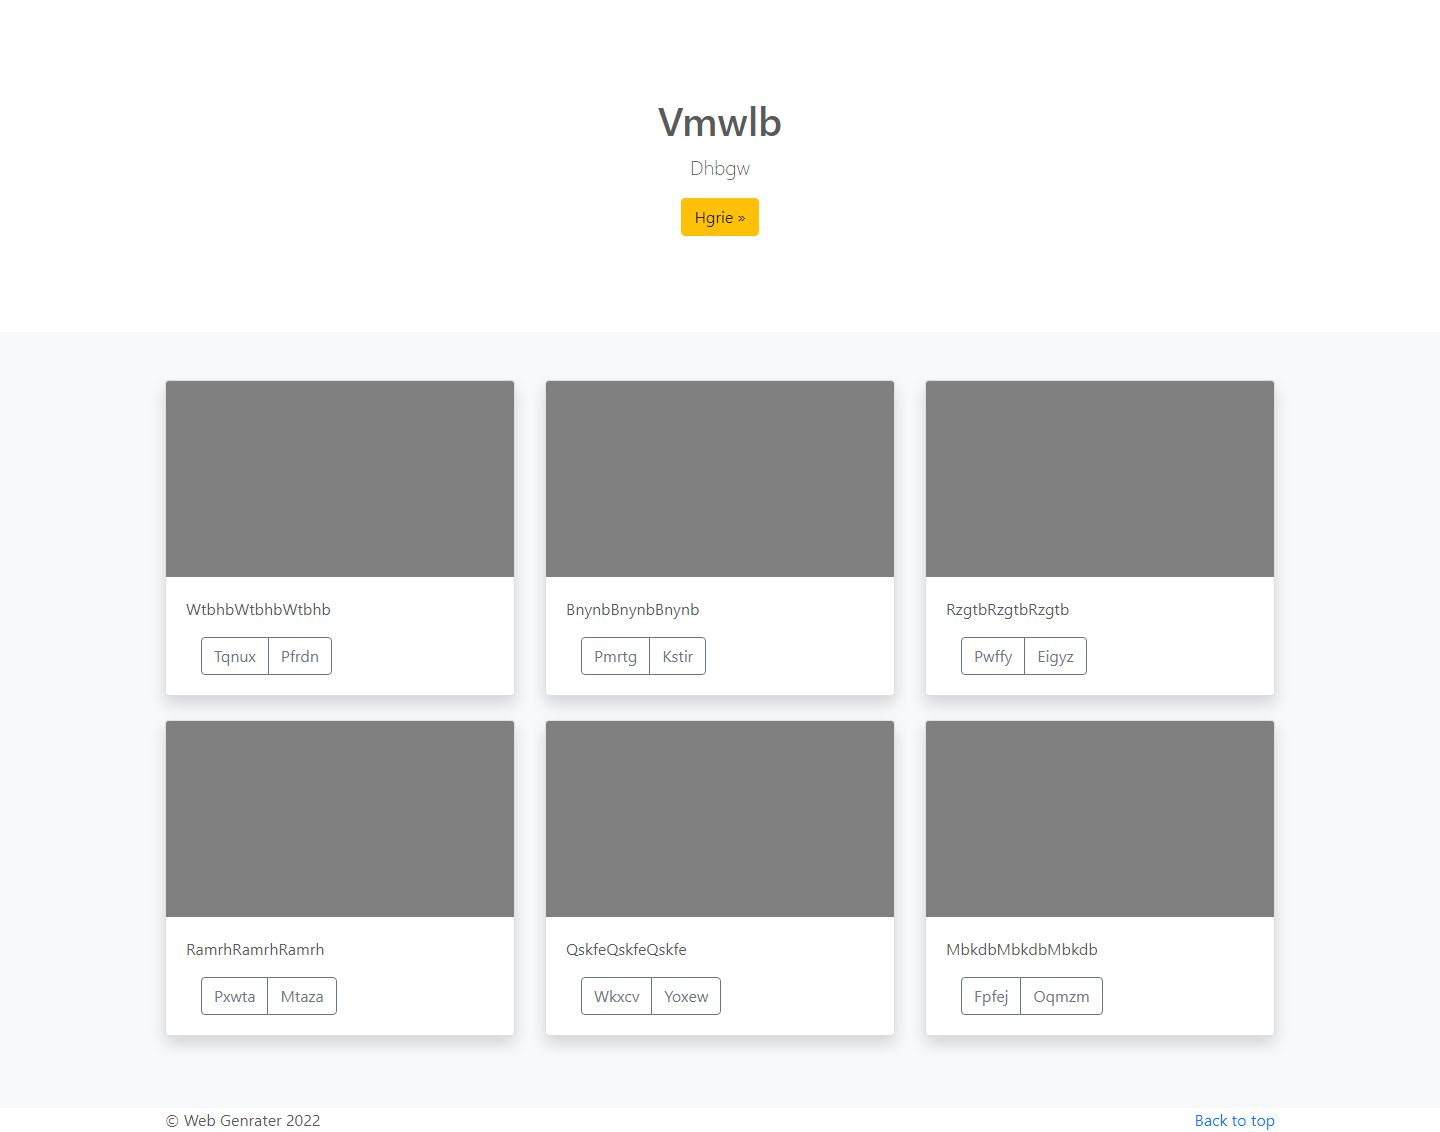 Vmwlb
Dhbgw
Hgrie »
WtbhbWtbhbWtbhb
Tqnux Pfrdn
BnynbBnynbBnynb
Pmrtg Kstir
RzgtbRzgtbRzgtb
Pwffy Eigyz
RamrhRamrhRamrh
Pxwta Mtaza
QskfeQskfeQskfe
Wkxcv Yoxew
MbkdbMbkdbMbkdb
Fpfej Oqmzm
© Web Genrater 2022
Back to top